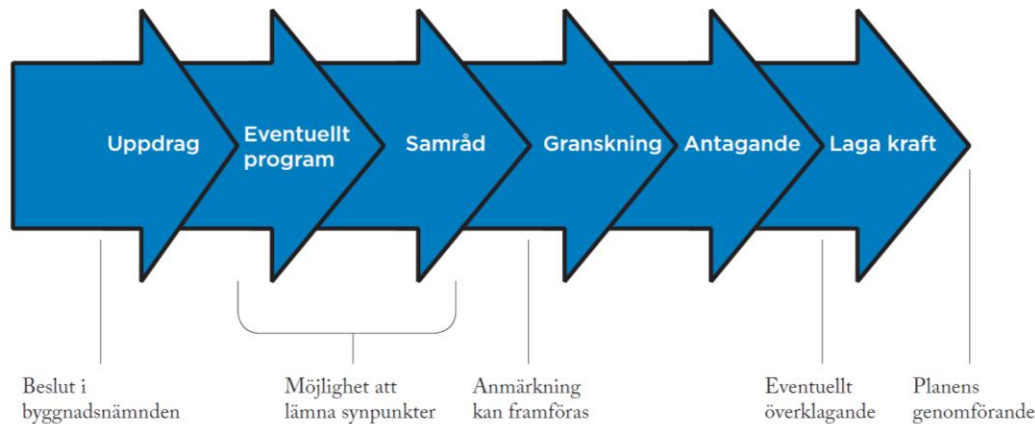 Uppdrag
Eventuellt
program
Samråd
Granskning
Antagande
Laga kraft
Beslut i
byggnadsnämnden
Möjlighet att
lämna synpunkter
Anmärkning
kan framföras
Eventuellt
överklagande
Planens
genomförande